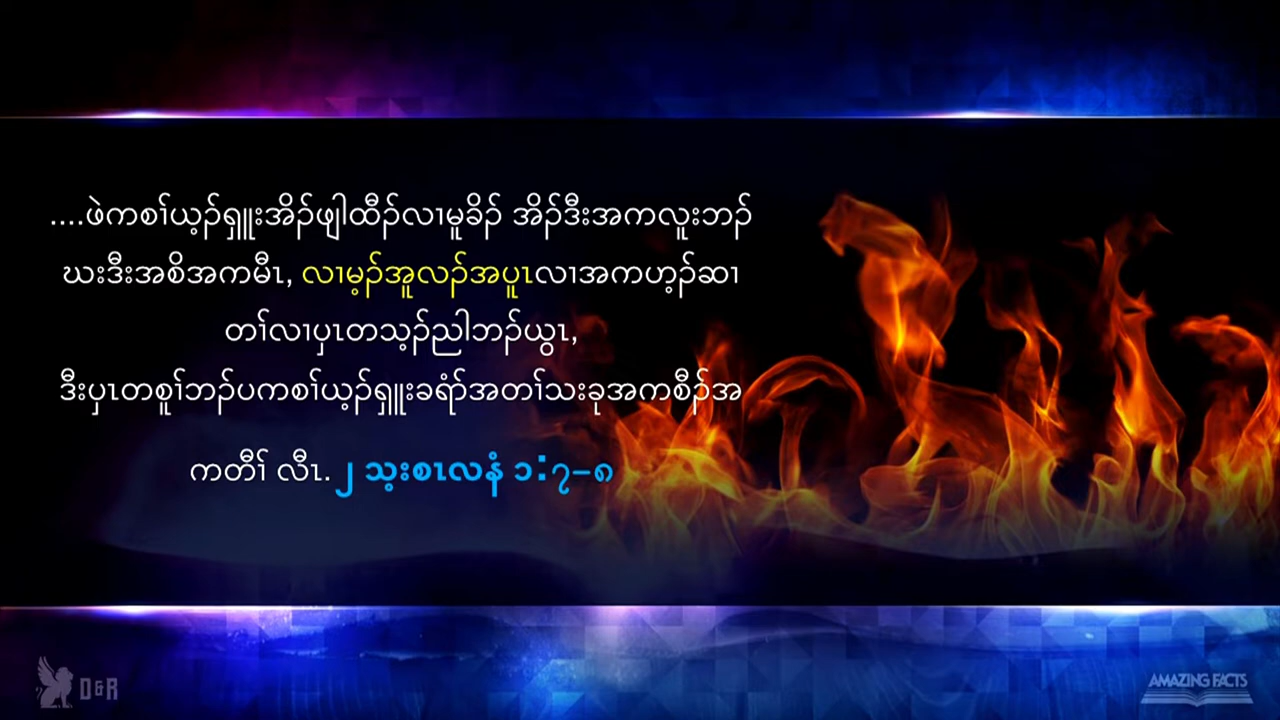 ....ဖဲကစၢ်ယ့ၣ်ရှူးအိၣ်ဖျါထီၣ်လၢမူခိၣ် အိၣ်ဒီးအကလူးဘၣ်
ဃးဒီးအစိအကမီၤ, လၢမ့ၣ်အူလၣ်အပူၤလၢအကဟ့ၣ်ဆၢ
တၢ်လၢပှၤတသ့ၣ်ညါဘၣ်ယွၤ,
ဒီးပှၤတစူၢ်ဘၣ်ပကစၢ်ယ့ၣ်ရှူးခရံာ်အတၢ်သးခုအကစီၣ်အ
ကတီၢ် လီၤ.၂ သ့းစၤလနံ ၁:၇-၈
D&R
AMAZING FACTS